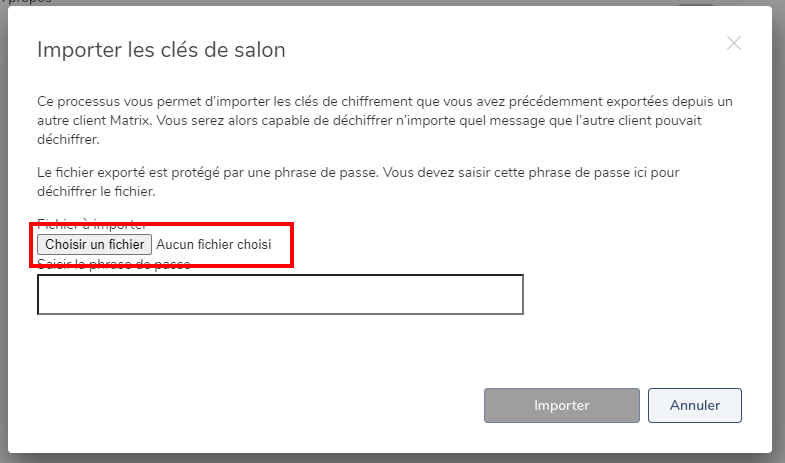 propos
Importer les clés de salon
Ce processus vous permet d’importer les clés de chiffrement que vous avez précédemment exportées depuis un
autre client Matrix. Vous serez alors capable de déchiffrer n’importe quel message que l’autre client pouvait
déchiffrer.
Le fichier exporté est protégé par une phrase de passe. Vous devez saisir cette phrase de passe ici pour
déchiffrer le fichier.
Fichier à importer
Choisir un fichier Aucun fichier choisi
Saisir la phrase de passe
Importer Annuler